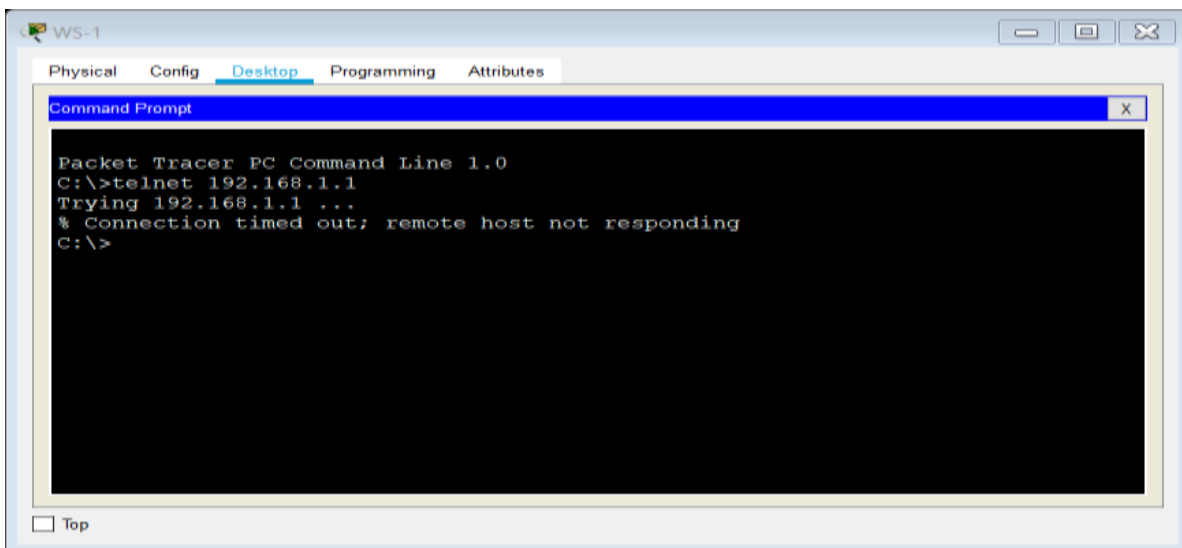 WS-1
Physical Config Desktop Programming Attributes
Command Prompt X
Packet Tracer PC Command Line 1.0
C:\>telnet 192.168.1.1
Trying 192.168.1.1 ...
% Connection timed out; remote host not responding
C:\>
Top